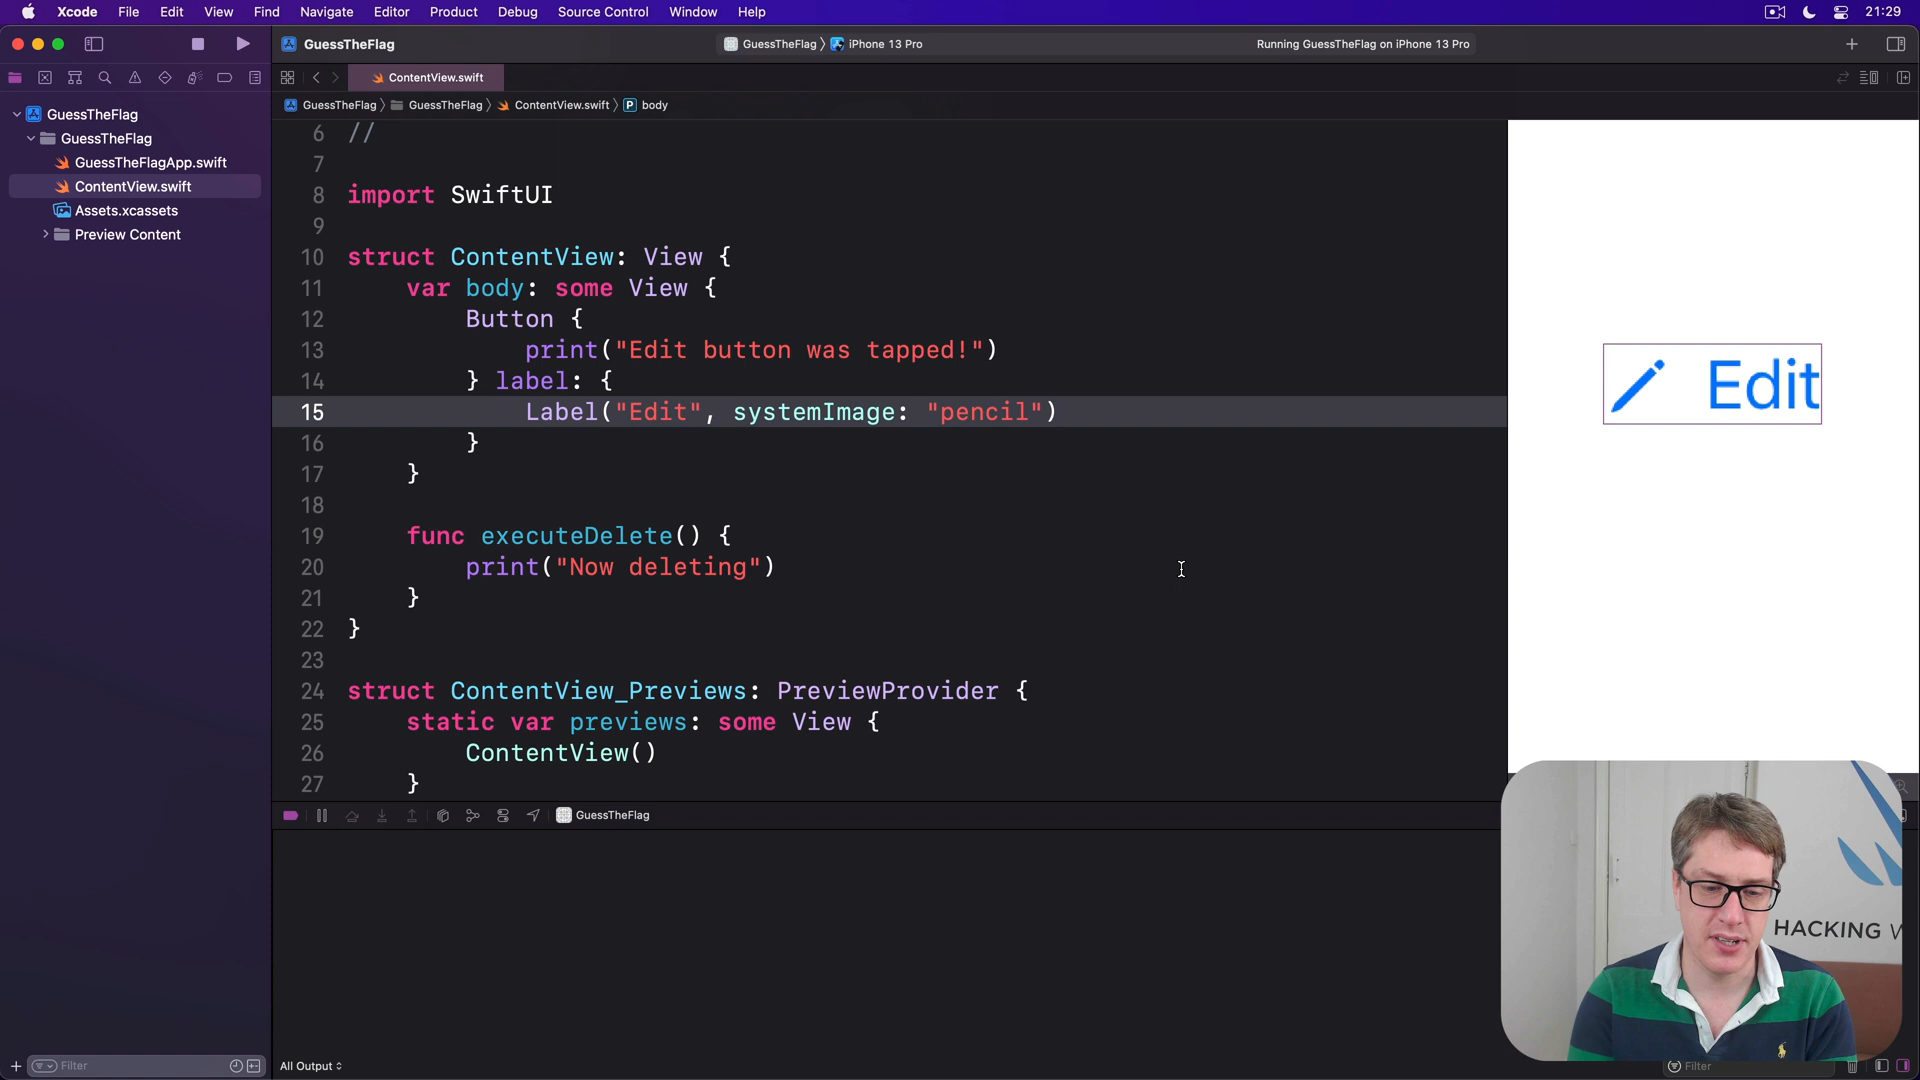 Xcode File Edit View Find Navigate Editor Product Debug Source Control Window Help 21:29
GuessTheFlag GuessTheFlag 〉 iPhone 13 Pro Running GuessTheFlag on iPhone 13 Pro
ContentView.swift
GuessTheFlag 〉 GuessTheFlag 〉 ContentView.swift 〉 P body
GuessTheFlag
GuessTheFlag
GuessTheFlagApp.swift
ContentView.swift
Assets.xcassets
Preview Content
6 //
7
8 import SwiftUI
9
10 struct ContentView: View {
11 var body: some View {
12 Button {
13 print("Edit button was tapped!")
14 } label: {
15 Label("Edit", systemImage: "pencil")
16 }
17 }
18
19 func executeDelete() {
20 print("Now deleting")
21 }
22 }
23
24 struct ContentView_Previews: PreviewProvider {
25 static var previews: some View {
26 ContentView()
27 }
Edit
GuessTheFlag
HACKING W
Filter
All Output
Filter